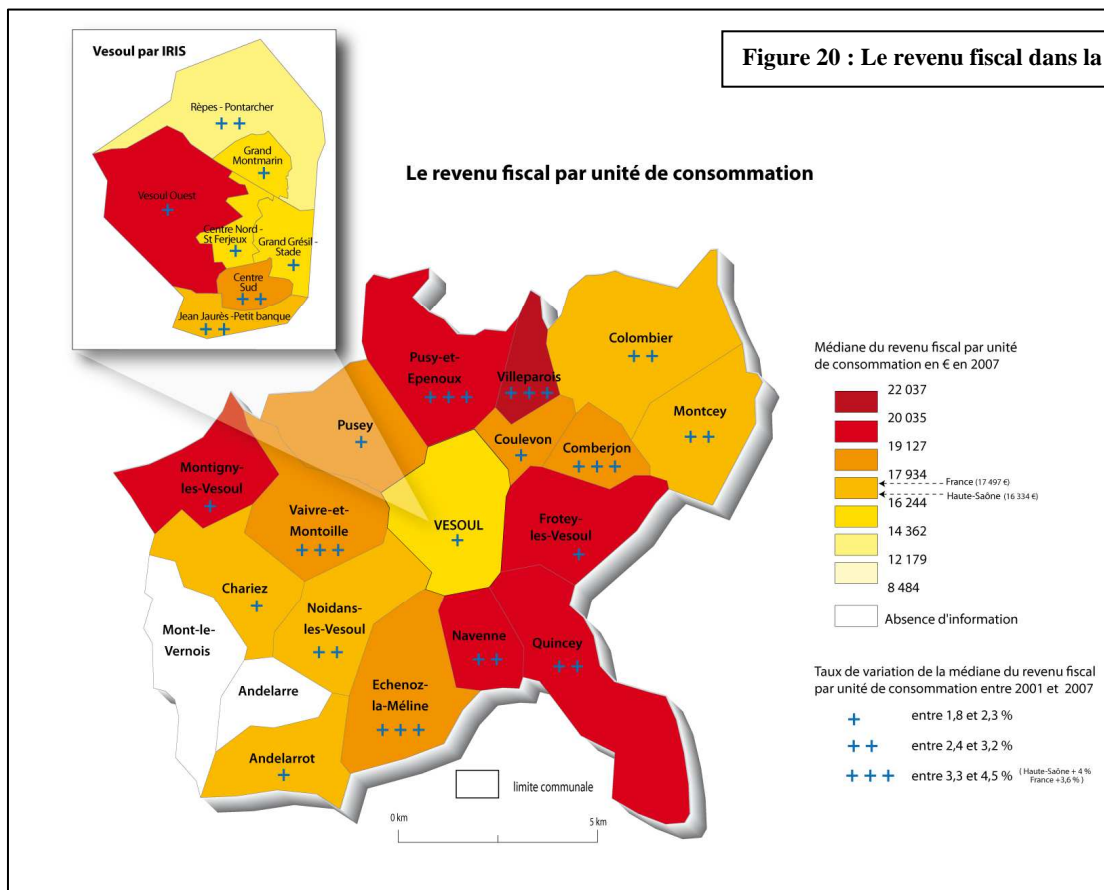 Vesoul par IRIS
Figure 20 : Le revenu fiscal dans la
Rèpes - Pontarcher
++
Grand
Montmarin
+
Vesoul Ouest
+
Centre Nord -
St Ferjeux
+
Grand Grésil -
Stade
+
Centre
Sud
++
Jean Jaurès -Petit banque
++
Le revenu fiscal par unité de consommation
Pusy-et-
Epenoux
+++
Villeparois
+++
Colombier
++
Montcey
++
Pusey
+
Coulevon
+
Comberjon
+++
Montigny-
les-Vesoul
+
Vaivre-et-
Montoille
+++
VESOUL
+
Frotey-
les-Vesoul
+
Chariez
+
Noidans-
les-Vesoul
++
Navenne
++
Quincey
++
Mont-le-
Vernois
Andelarre
Echenoz-
la-Méline
+++
Andelarrot
+
limite communale
0 km
5 km
Médiane du revenu fiscal par unité
de consommation en € en 2007
22 037
20 035
19 127
17 934
France (17 497 €)
Haute-Saône (16 334 €)
16 244
14 362
12 179
8 484
Absence d'information
Taux de variation de la médiane du revenu fiscal
par unité de consommation entre 2001 et 2007
+ entre 1,8 et 2,3 %
++ entre 2,4 et 3,2 %
+++ entre 3,3 et 4,5 % ( Haute-Saône + 4 %
France +3,6 % )